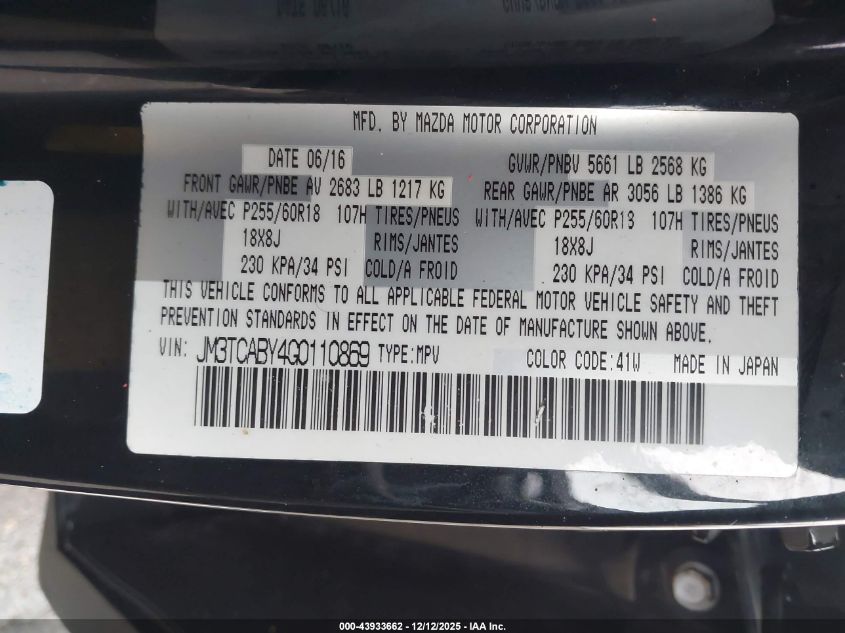 MFD. BY MAZDA MOTOR CORPORATION
DATE 06/16 GVWR/PNBV 5661 LB 2568 KG
FRONT GAWR/PNBE AV 2683 LB 1217 KG REAR GAWR/PNBE AR 3056 LB 1386 KG
WITH/AVEC P255/60R18 107H TIRES/PNEUS WITH/AVEC P255/60R18 107H TIRES/PNEUS
18X8J RIMS/JANTES 18X8J RIMS/JANTES
230 KPA/34 PSI COLD/A FROID 230 KPA/34 PSI COLD/A FROID
THIS VEHICLE CONFORMS TO ALL APPLICABLE FEDERAL MOTOR VEHICLE SAFETY AND THEFT
PREVENTION STANDARDS IN EFFECT ON THE DATE OF MANUFACTURE SHOWN ABOVE.
VIN: JM3TCABY4G0110869 TYPE:MPV COLOR CODE:41W MADE IN JAPAN
000-43933662 - 12/12/2025 - IAA Inc.